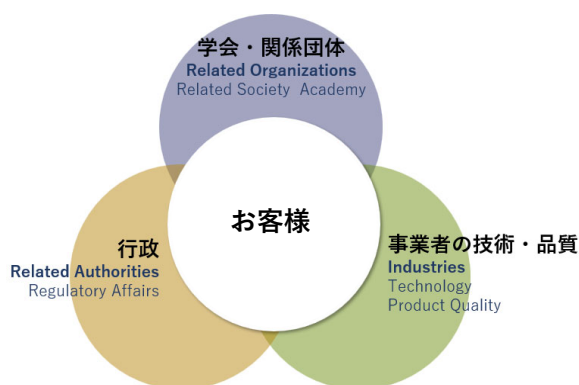 学会・関係団体
Related Organizations
Related Society Academy
お客様
行政
Related Authorities
Regulatory Affairs
事業者の技術・品質
Industries
Technology
Product Quality